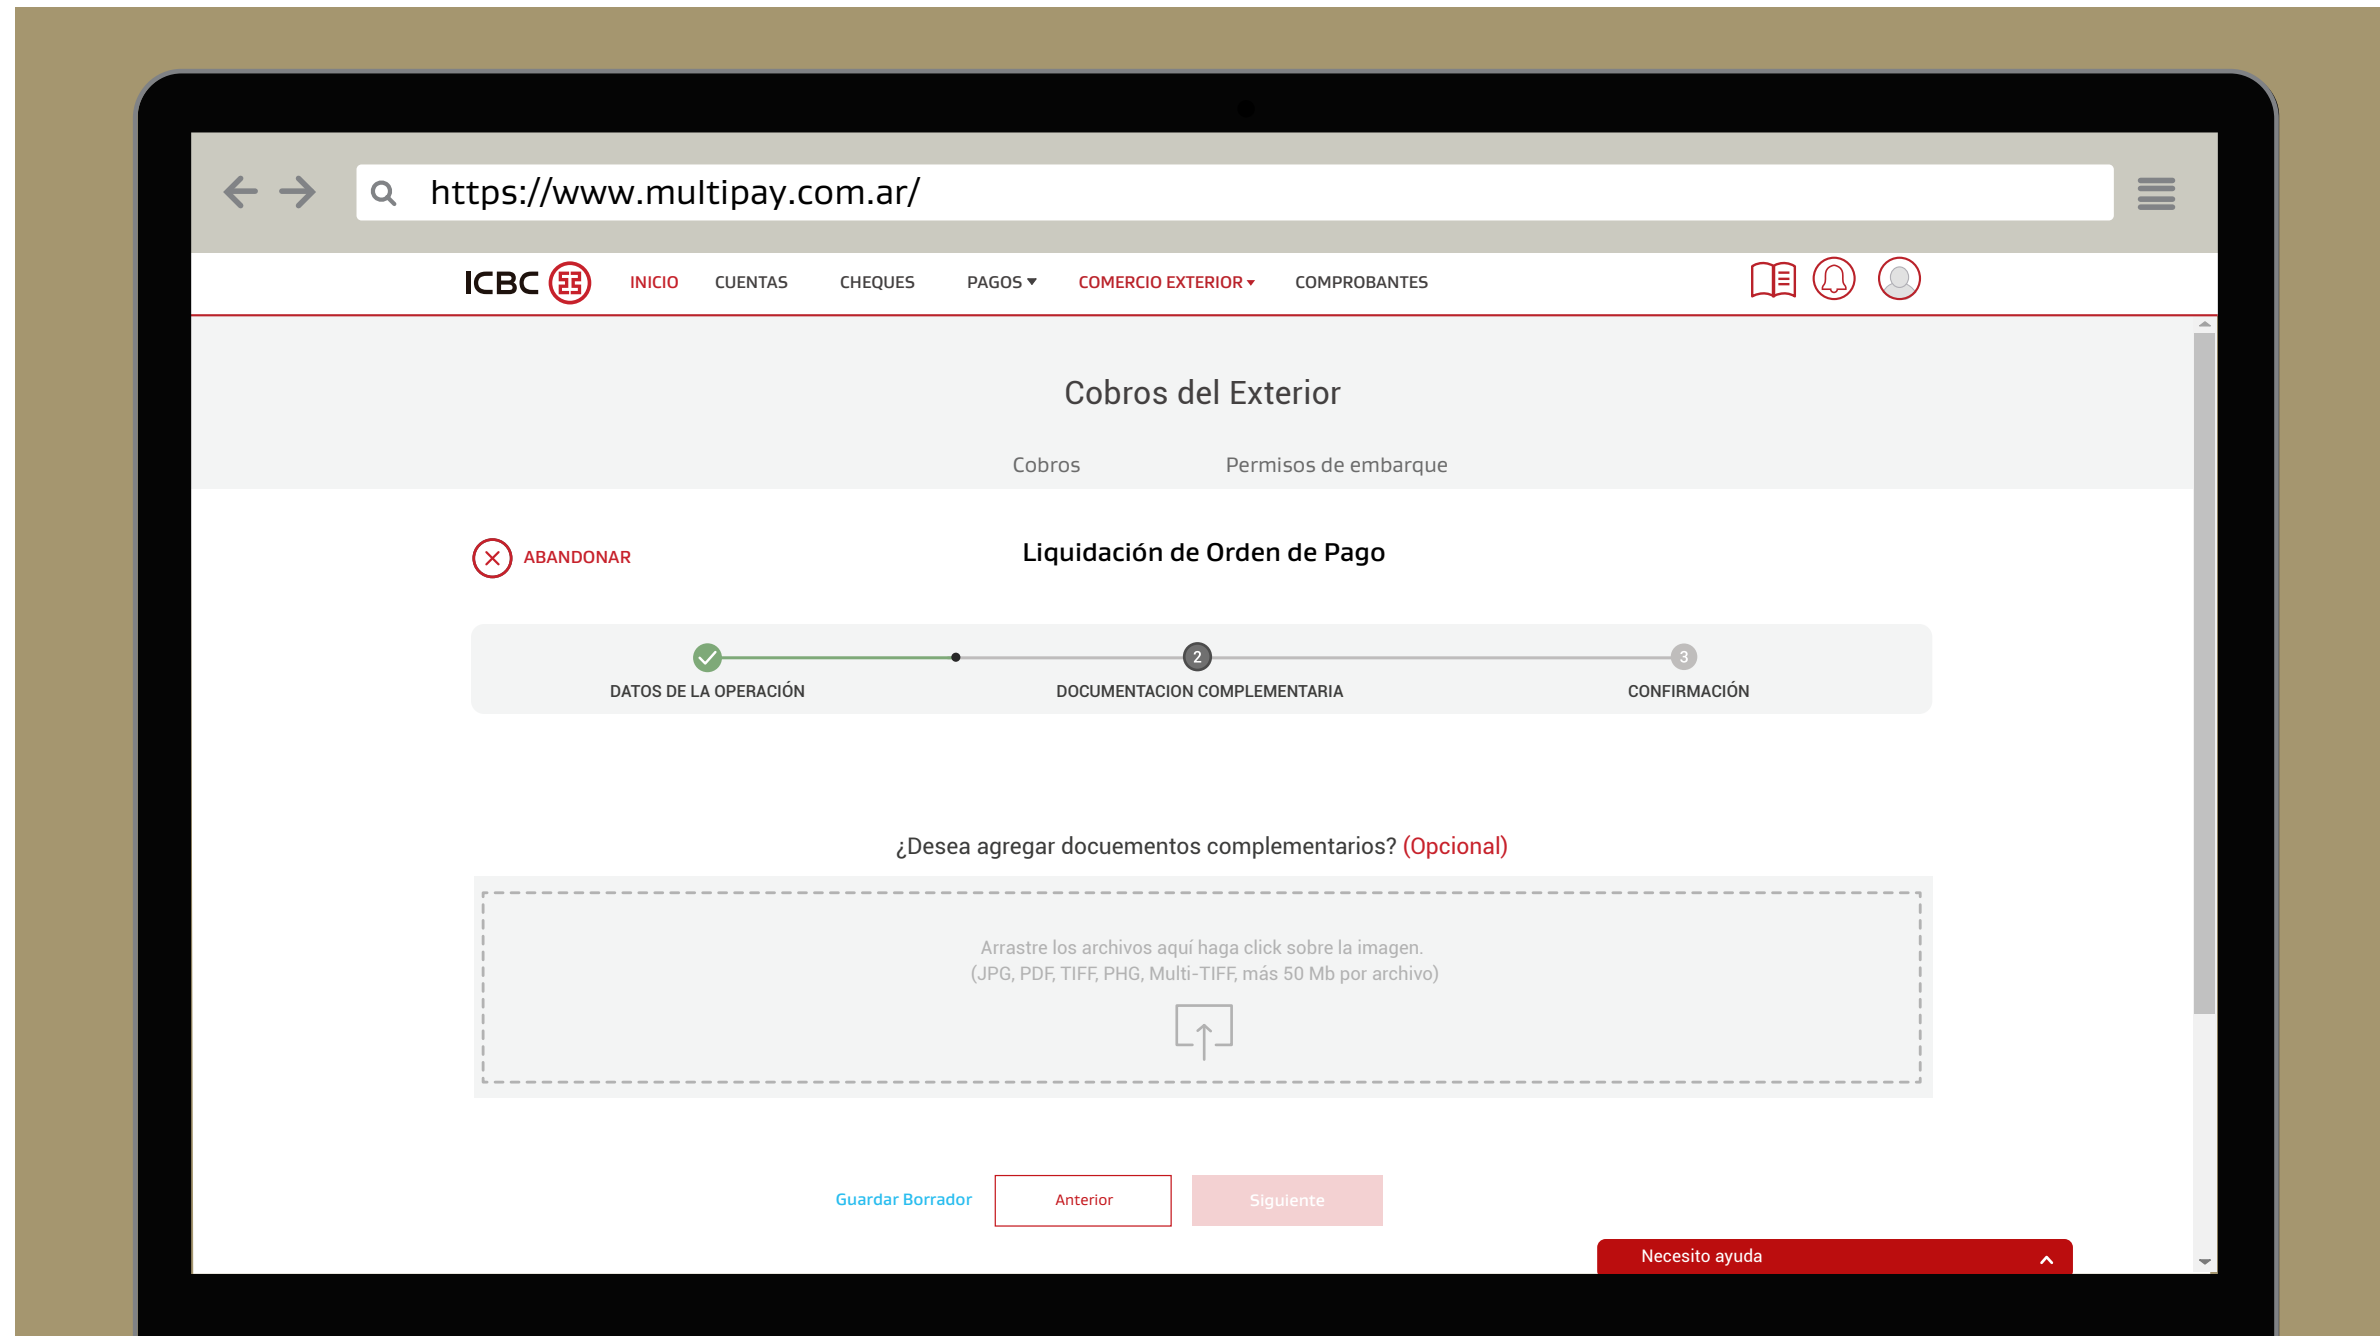 https://www.multipay.com.ar/
ICBC INICIO CUENTAS CHEQUES PAGOS COMERCIO EXTERIOR COMPROBANTES
Cobros del Exterior
Cobros Permisos de embarque
ABANDONAR Liquidación de Orden de Pago
2 3
DATOS DE LA OPERACIÓN DOCUMENTACION COMPLEMENTARIA CONFIRMACIÓN
¿Desea agregar docuementos complementarios? (Opcional)
Arrastre los archivos aquí haga click sobre la imagen.
(JPG, PDF, TIFF, PHG, Multi-TIFF, más 50 Mb por archivo)
Guardar Borrador Anterior Siguiente
Necesito ayuda